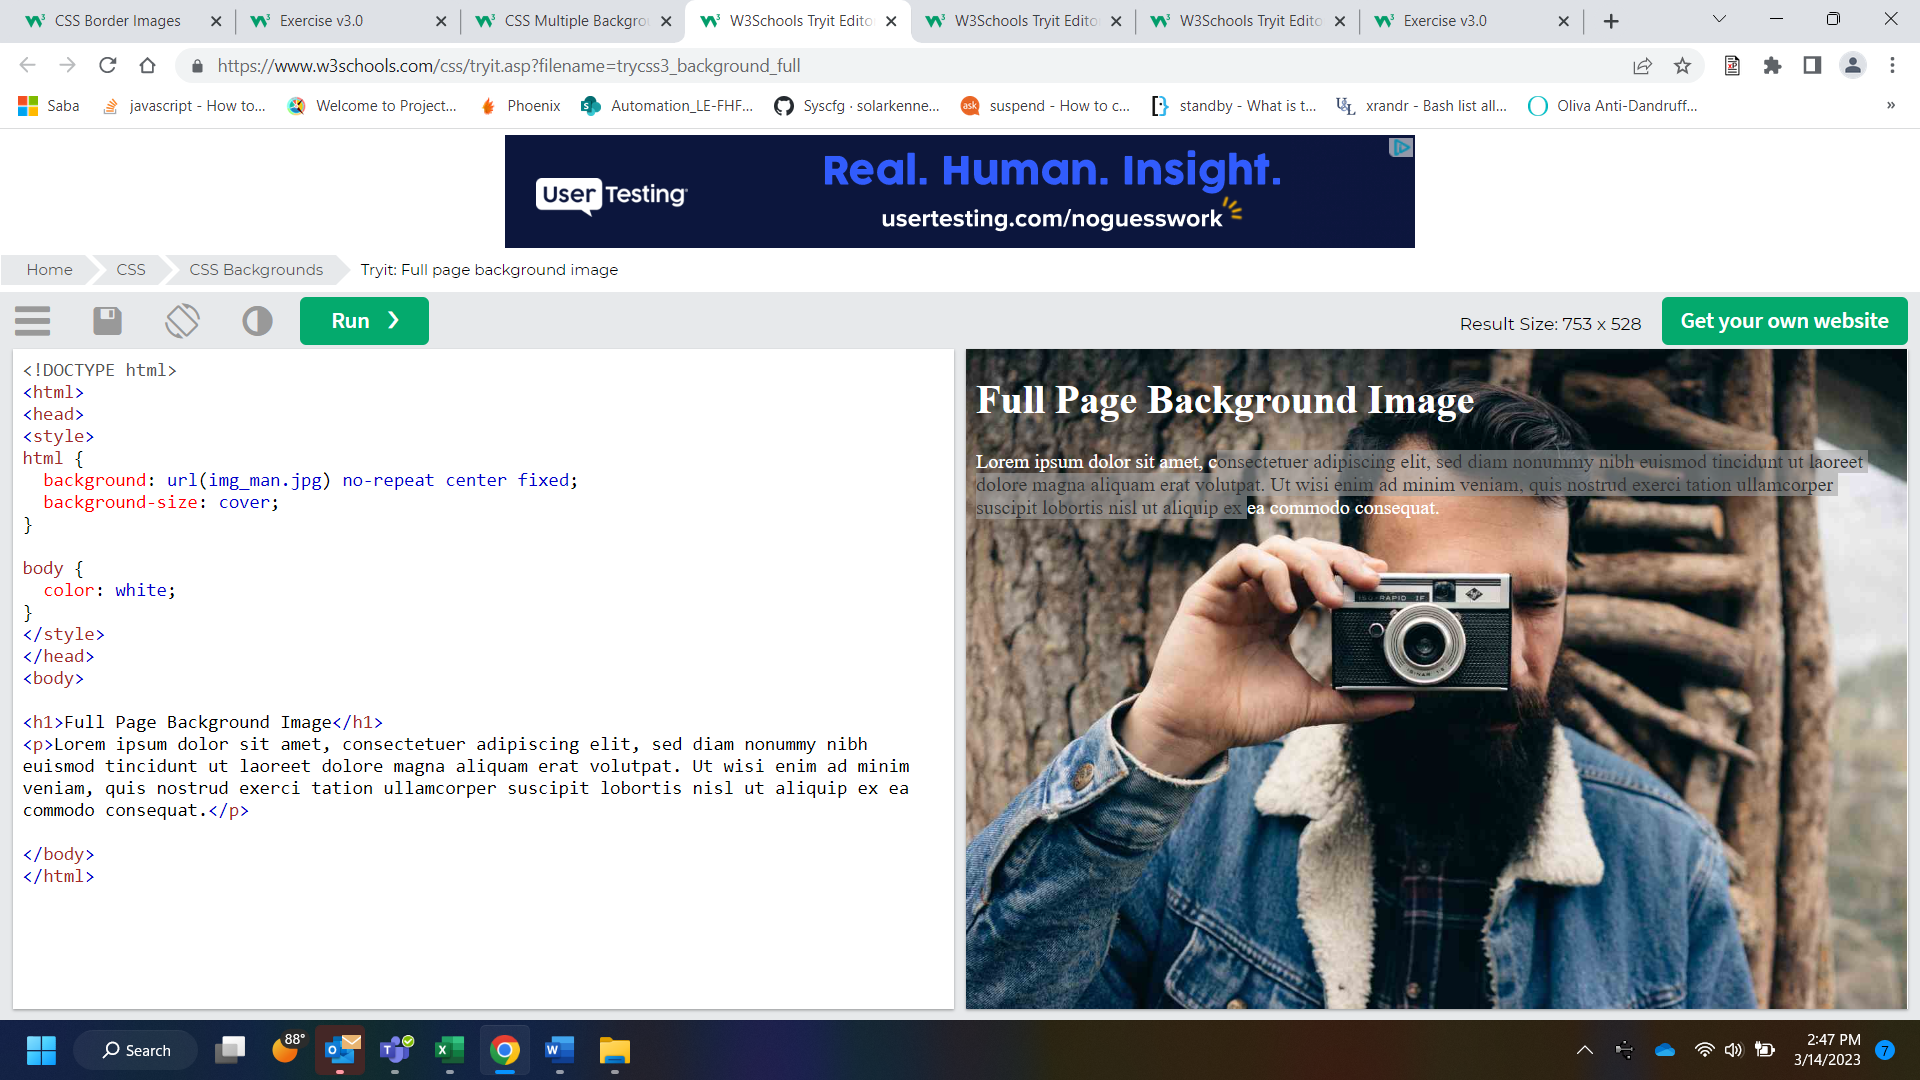 CSS Border Images
Exercise v3.0
CSS Multiple Backgrou
W3Schools Tryit Edito
W3Schools Tryit Edito
W3Schools Tryit Edito
Exercise v3.0
https://www.w3schools.com/css/tryit.asp?filename=trycss3_background_full
Saba
javascript - How to...
Welcome to Project...
Phoenix
Automation_LE-FHF...
Syscfg · solarkenne...
ask
suspend - How to c...
standby - What is t...
xrandr - Bash list all...
Oliva Anti-Dandruff...
»
UserTesting
Real. Human. Insight.
usertesting.com/noguesswork
Home
CSS
CSS Backgrounds
Tryit: Full page background image
Run ❯
Result Size: 753 x 528
Get your own website
<!DOCTYPE html>
<html>
<head>
<style>
html {
  background: url(img_man.jpg) no-repeat center fixed;
  background-size: cover;
}
body {
  color: white;
}
</style>
</head>
<body>
<h1>Full Page Background Image</h1>
<p>Lorem ipsum dolor sit amet, consectetuer adipiscing elit, sed diam nonummy nibh
euismod tincidunt ut laoreet dolore magna aliquam erat volutpat. Ut wisi enim ad minim
veniam, quis nostrud exerci tation ullamcorper suscipit lobortis nisl ut aliquip ex ea
commodo consequat.</p>
</body>
</html>
Full Page Background Image
Lorem ipsum dolor sit amet, consectetuer adipiscing elit, sed diam nonummy nibh euismod tincidunt ut laoreet
dolore magna aliquam erat volutpat. Ut wisi enim ad minim veniam, quis nostrud exerci tation ullamcorper
suscipit lobortis nisl ut aliquip ex ea commodo consequat.
Search
88°
2:47 PM
3/14/2023
7